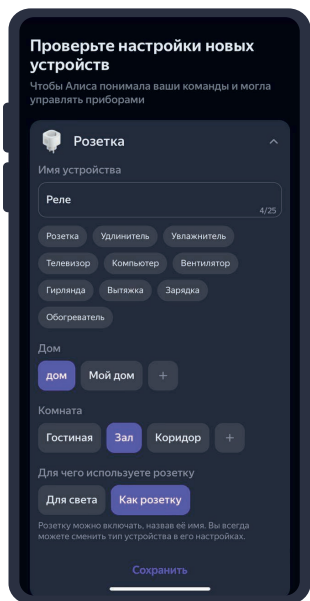 Проверьте настройки новых
устройств
Чтобы Алиса понимала ваши команды и могла
управлять приборами
Розетка
Имя устройства
Реле
4/25
Розетка Удлинитель Увлажнитель
Телевизор Компьютер Вентилятор
Гирлянда Вытяжка Зарядка
Обогреватель
Дом
дом Мой дом +
Комната
Гостиная Зал Коридор +
Для чего используете розетку
Для света Как розетку
Розетку можно включать, назвав её имя. Вы всегда
можете сменить тип устройства в его настройках.
Сохранить